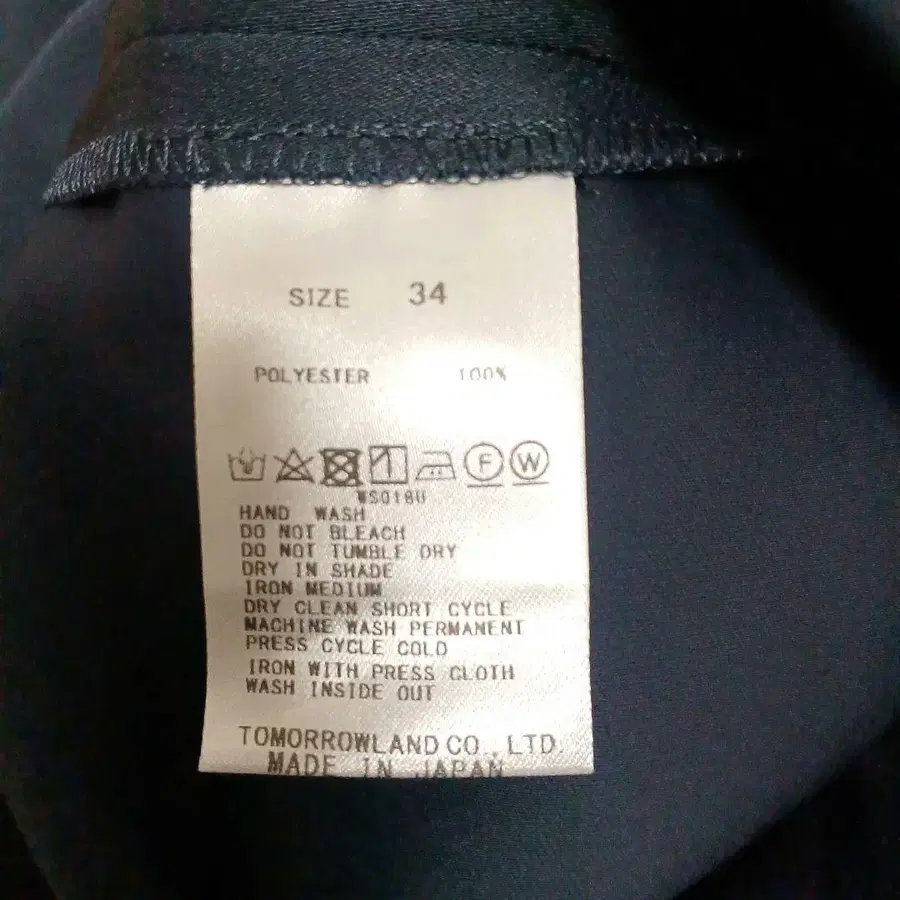 SIZE 34
POLYESTER 100%
F W
WS018U
HAND WASH
DO NOT BLEACH
DO NOT TUMBLE DRY
DRY IN SHADE
IRON MEDIUM
DRY CLEAN SHORT CYCLE
MACHINE WASH PERMANENT
PRESS CYCLE COLD
IRON WITH PRESS CLOTH
WASH INSIDE OUT
TOMORROWLAND CO., LTD.
MADE IN JAPAN